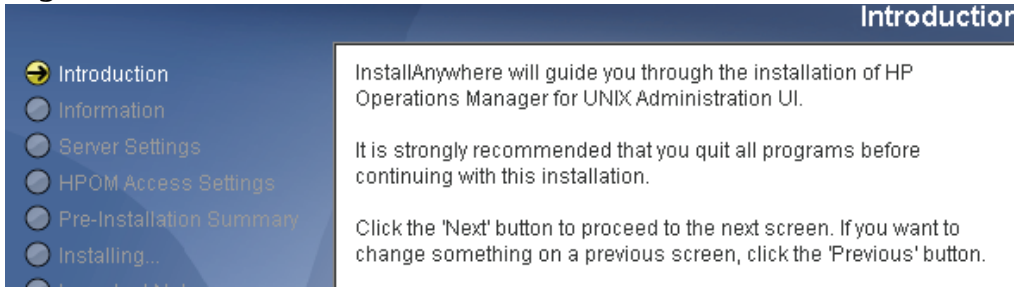 Introduction
Introduction
Information
Server Settings
HPOM Access Settings
Pre-Installation Summary
Installing...
InstallAnywhere will guide you through the installation of HP
Operations Manager for UNIX Administration UI.
It is strongly recommended that you quit all programs before
continuing with this installation.
Click the 'Next' button to proceed to the next screen. If you want to
change something on a previous screen, click the 'Previous' button.